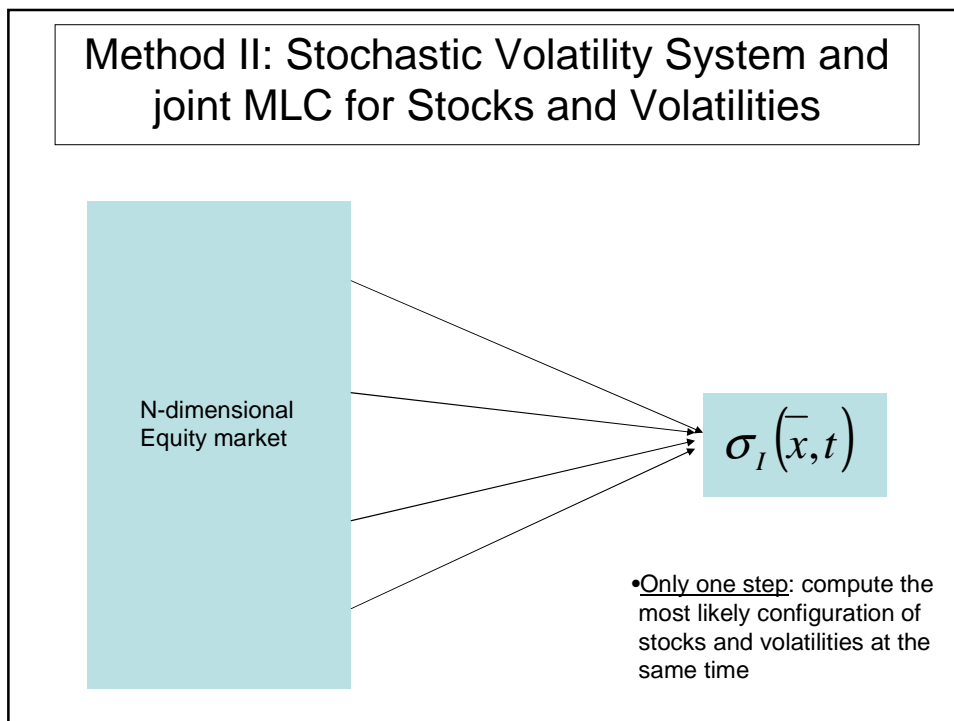 Method II: Stochastic Volatility System and
joint MLC for Stocks and Volatilities
N-dimensional
Equity market
σ_I(x̄,t)
•Only one step: compute the
most likely configuration of
stocks and volatilities at the
same time